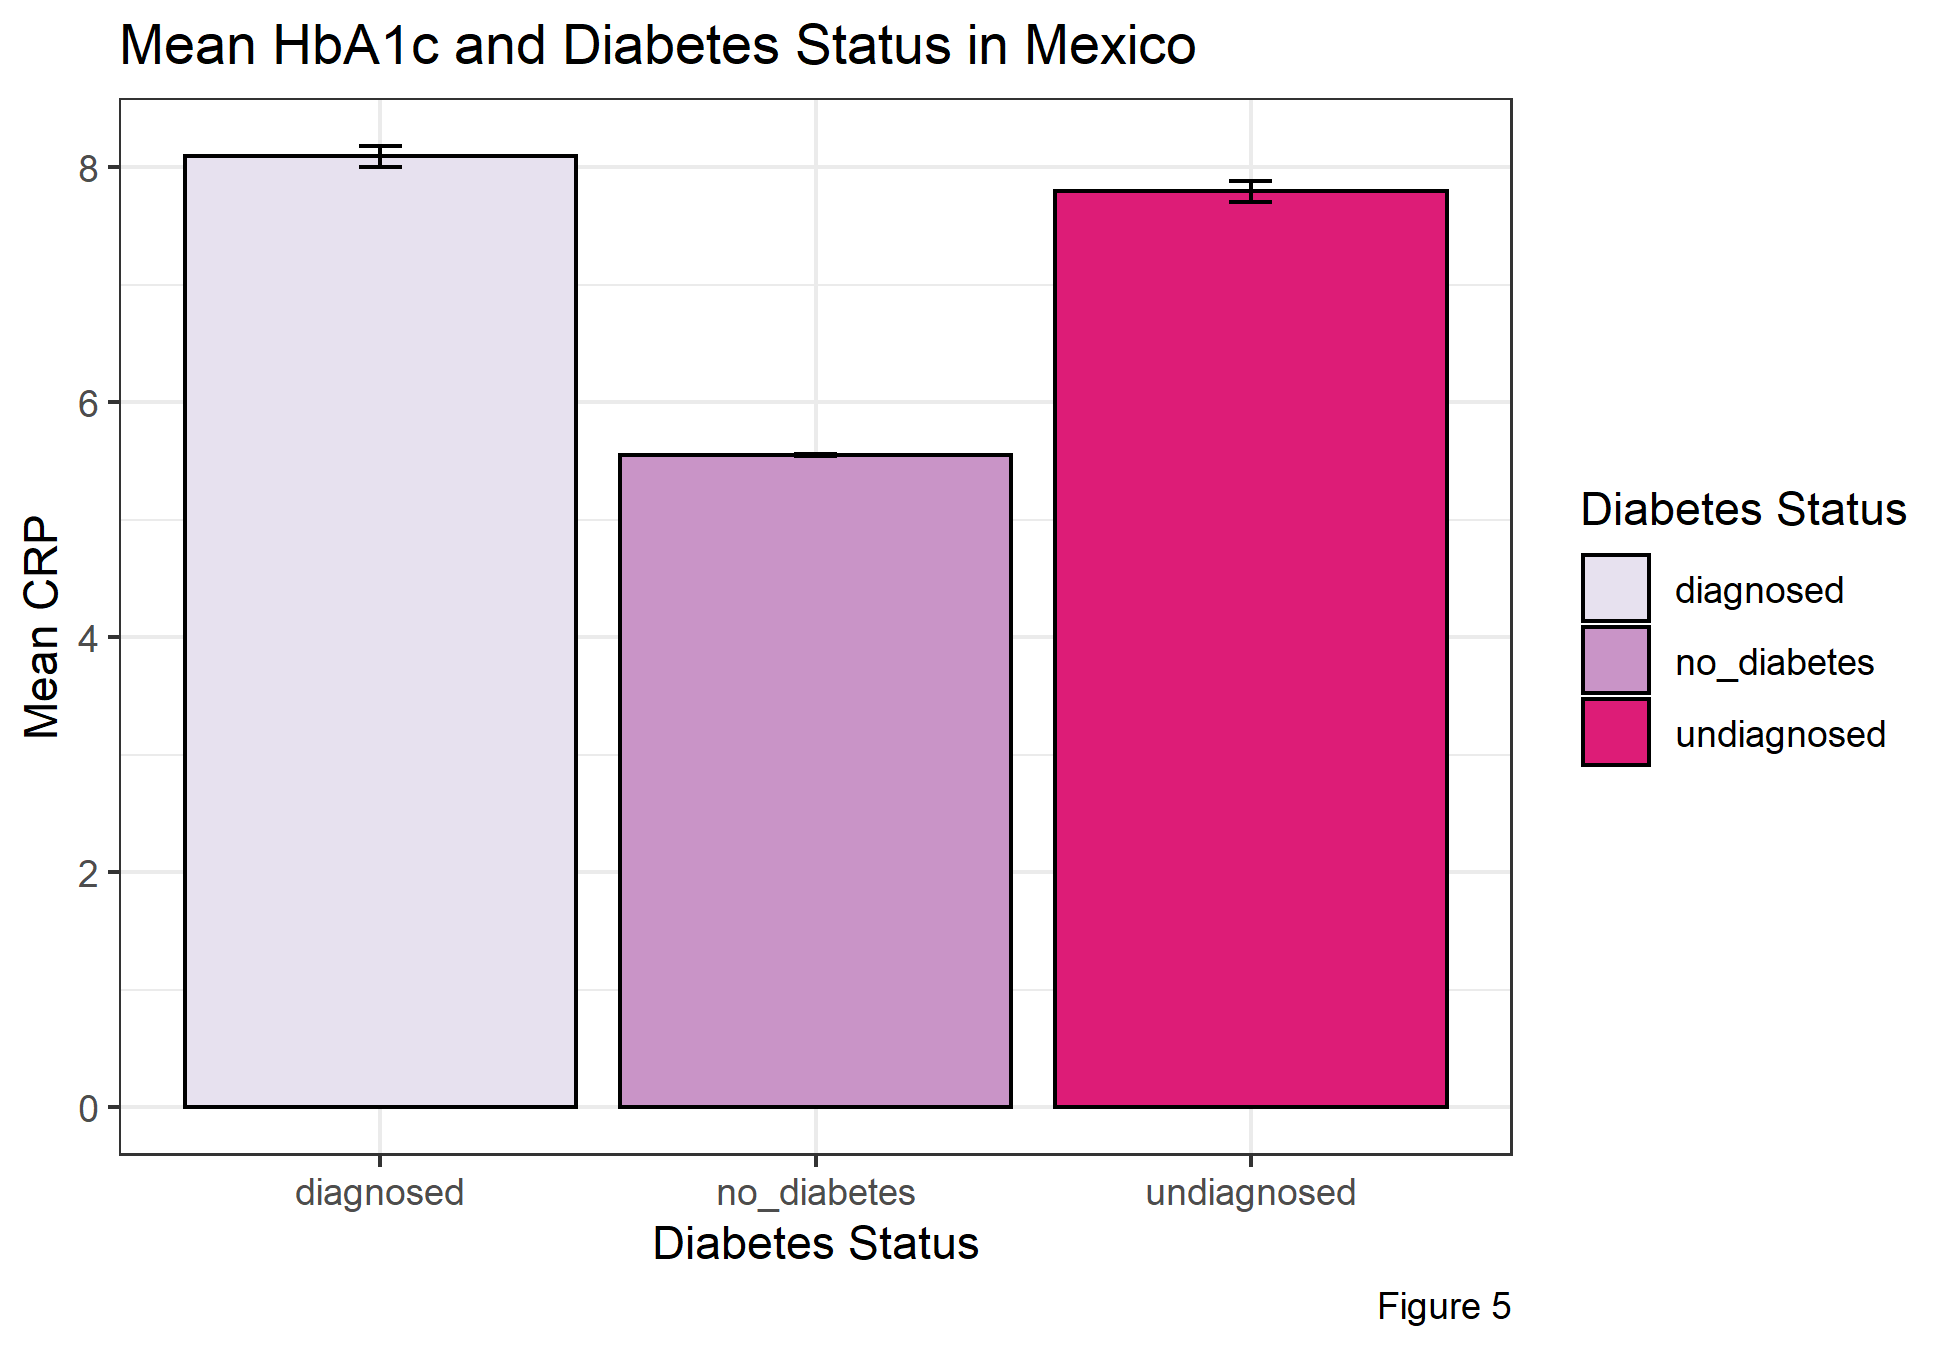 Mean HbA1c and Diabetes Status in Mexico
Mean CRP
8
6
4
2
0
diagnosed
no_diabetes
undiagnosed
Diabetes Status
Diabetes Status
diagnosed
no_diabetes
undiagnosed
Figure 5